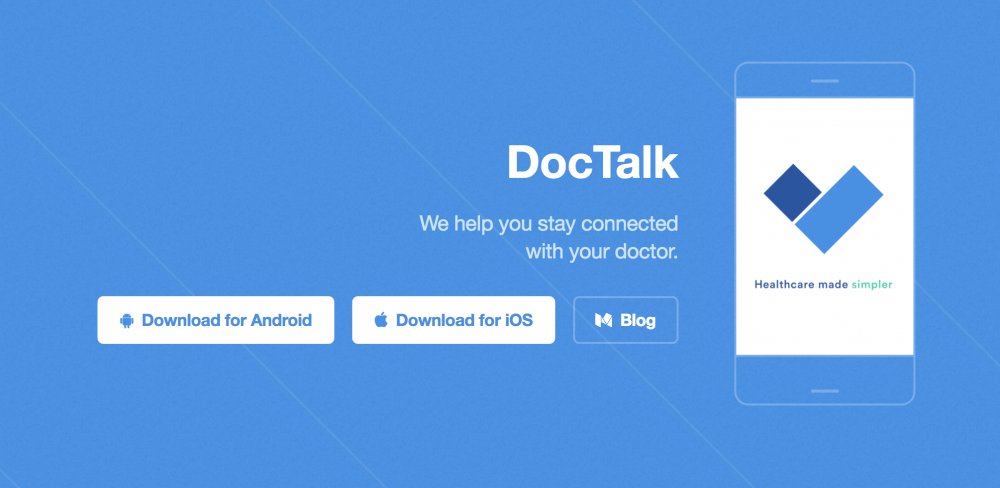 DocTalk
We help you stay connected
with your doctor.
Download for Android
Download for iOS
Blog
Healthcare made simpler